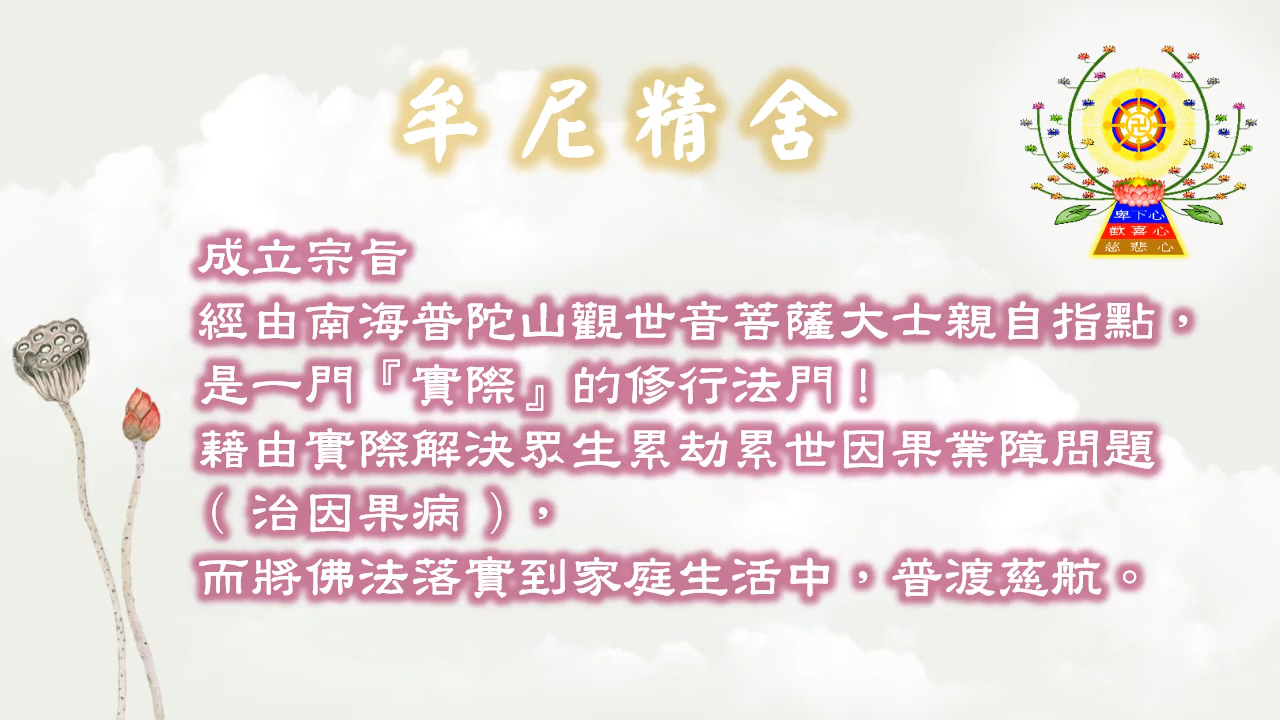 牟尼精舍
卑下心
歡喜心
慈悲心
成立宗旨
經由南海普陀山觀世音菩薩大士親自指點，
是一門『實際』的修行法門！
藉由實際解決眾生累劫累世因果業障問題
（治因果病），
而將佛法落實到家庭生活中，普渡慈航。